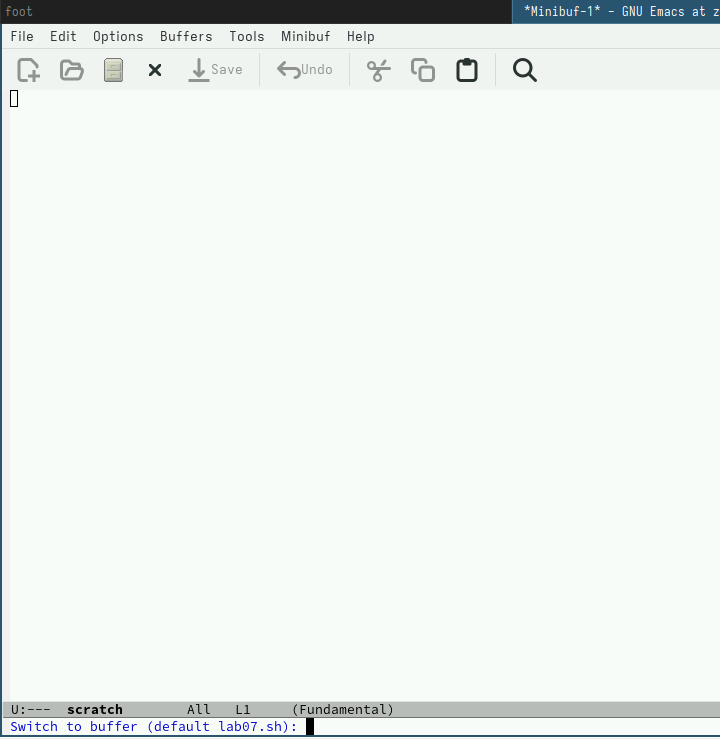 foot *Minibuf-1* - GNU Emacs at z
File Edit Options Buffers Tools Minibuf Help
Save Undo
U:--- scratch All L1 (Fundamental)
Switch to buffer (default lab07.sh):